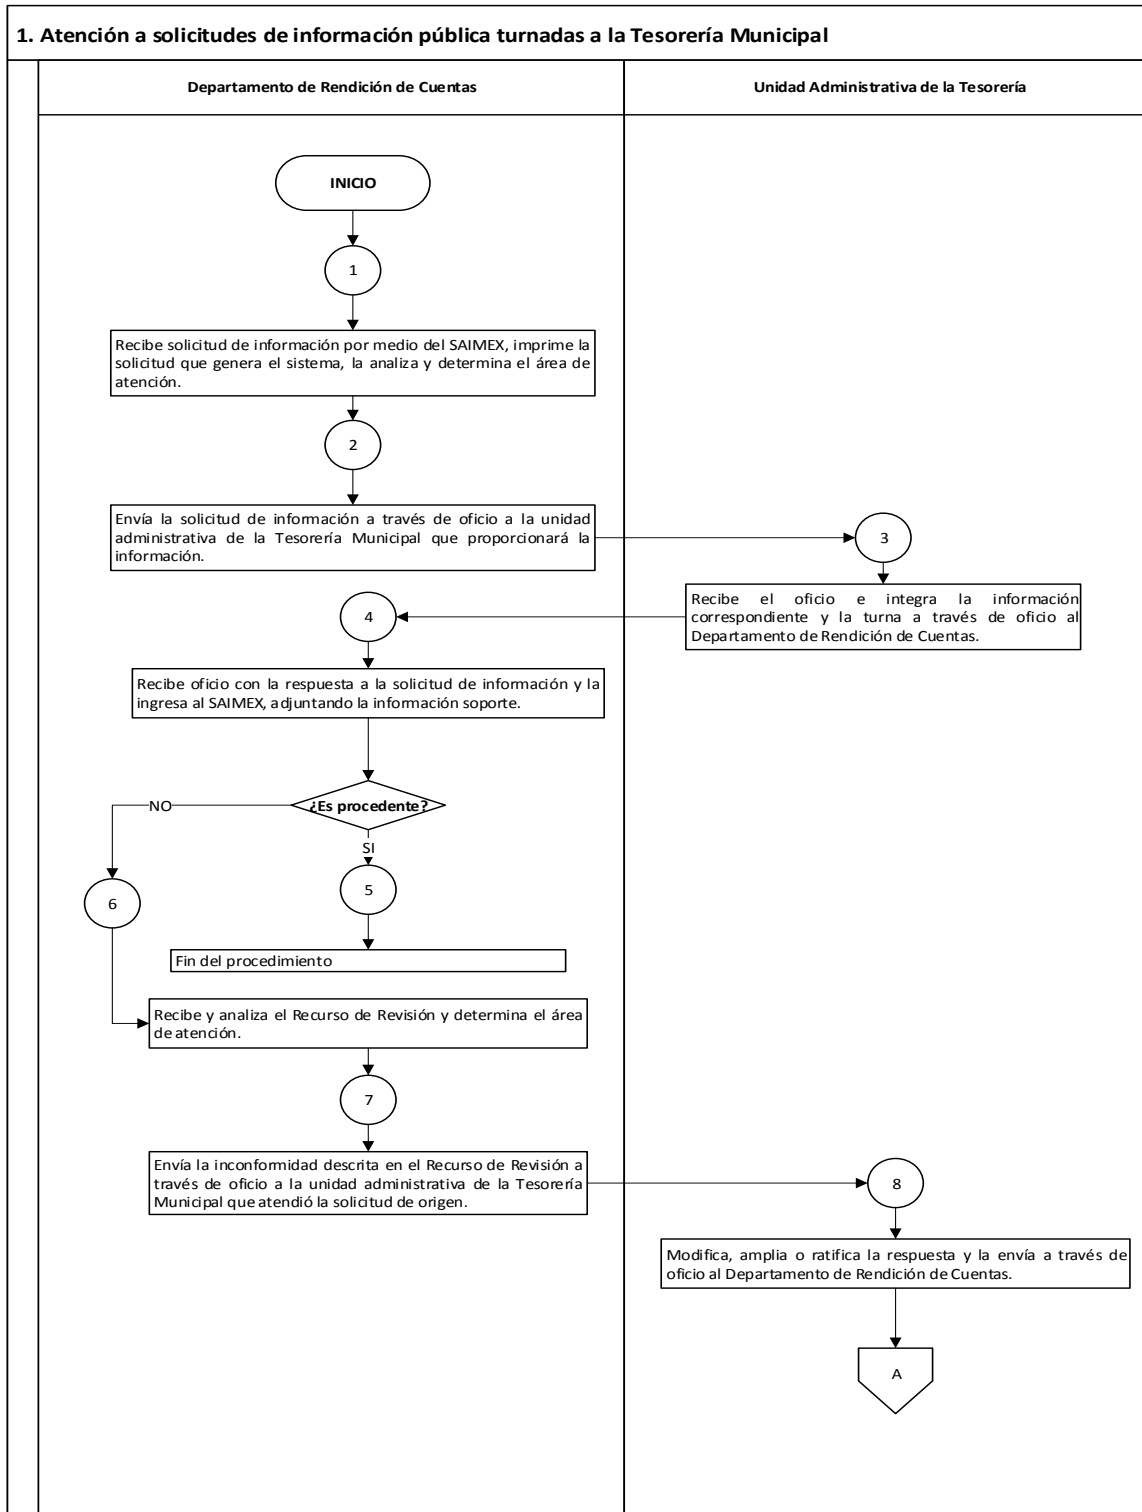 1. Atención a solicitudes de información pública turnadas a la Tesorería Municipal
Departamento de Rendición de Cuentas
Unidad Administrativa de la Tesorería
INICIO
1
Recibe solicitud de información por medio del SAIMEX, imprime la
solicitud que genera el sistema, la analiza y determina el área de
atención.
2
Envía la solicitud de información a través de oficio a la unidad
administrativa de la Tesorería Municipal que proporcionará la
información.
3
Recibe el oficio e integra la información
correspondiente y la turna a través de oficio al
Departamento de Rendición de Cuentas.
4
Recibe oficio con la respuesta a la solicitud de información y la
ingresa al SAIMEX, adjuntando la información soporte.
¿Es procedente?
NO
SI
5
6
Fin del procedimiento
Recibe y analiza el Recurso de Revisión y determina el área
de atención.
7
Envía la inconformidad descrita en el Recurso de Revisión a
través de oficio a la unidad administrativa de la Tesorería
Municipal que atendió la solicitud de origen.
8
Modifica, amplia o ratifica la respuesta y la envía a través de
oficio al Departamento de Rendición de Cuentas.
A